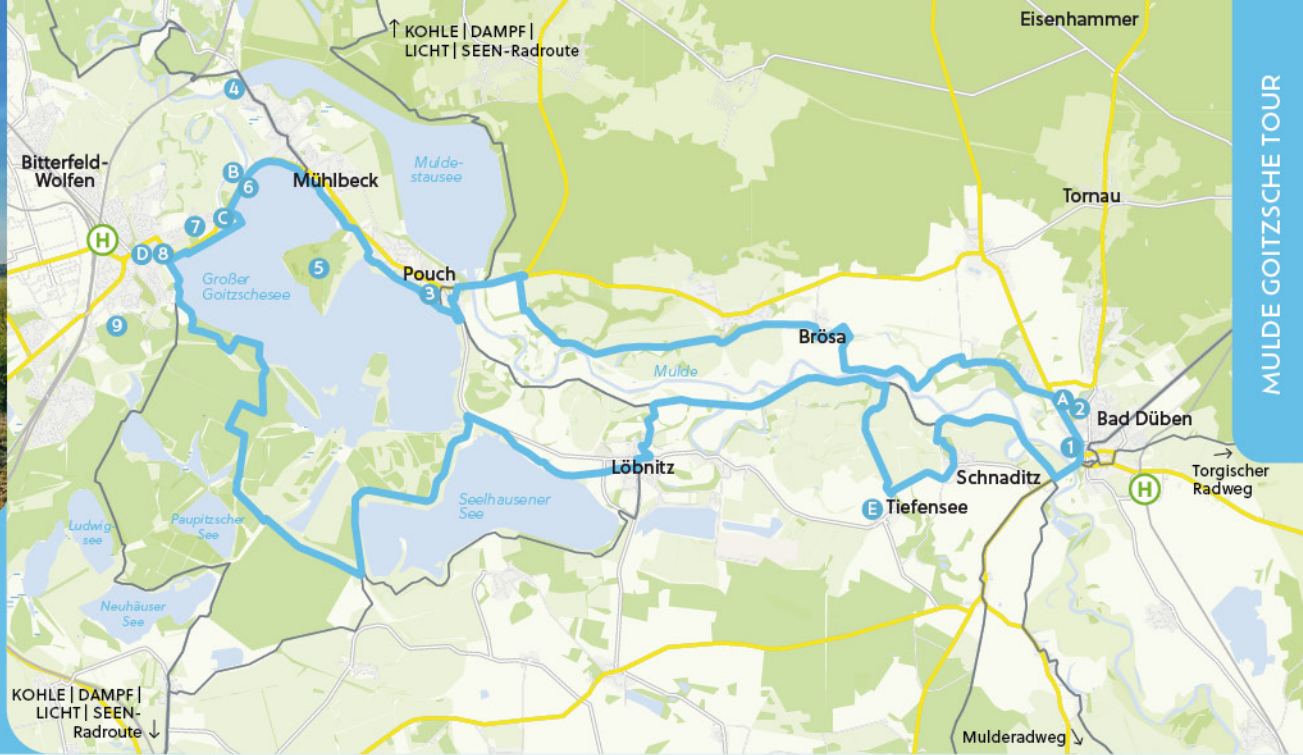 ↑ KOHLE | DAMPF |
LICHT | SEEN-Radroute
Eisenhammer
MULDE GOITZSCHE TOUR
4
Bitterfeld-
Wolfen
B
6
Mühlbeck
Mulde-
stausee
Tornau
7
C
H
D
8
5
Großer
Goitzschesee
Pouch
3
9
Brösa
Mulde
A
2
Bad Düben
1
Löbnitz
Schnaditz
→
Torgischer
Radweg
H
Seelhausener
See
E
Tiefensee
Ludwig-
see
Paupitzscher
See
Neuhäuser
See
KOHLE | DAMPF |
LICHT | SEEN-
Radroute ↓
Mulderadweg ↘